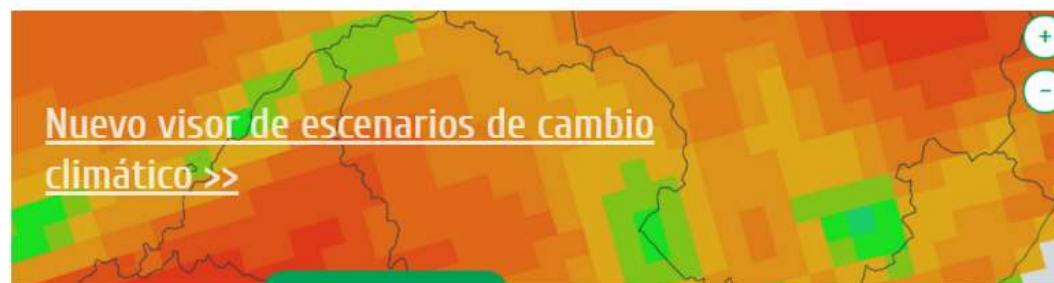 Nuevo visor de escenarios de cambio
climático >>
+
−